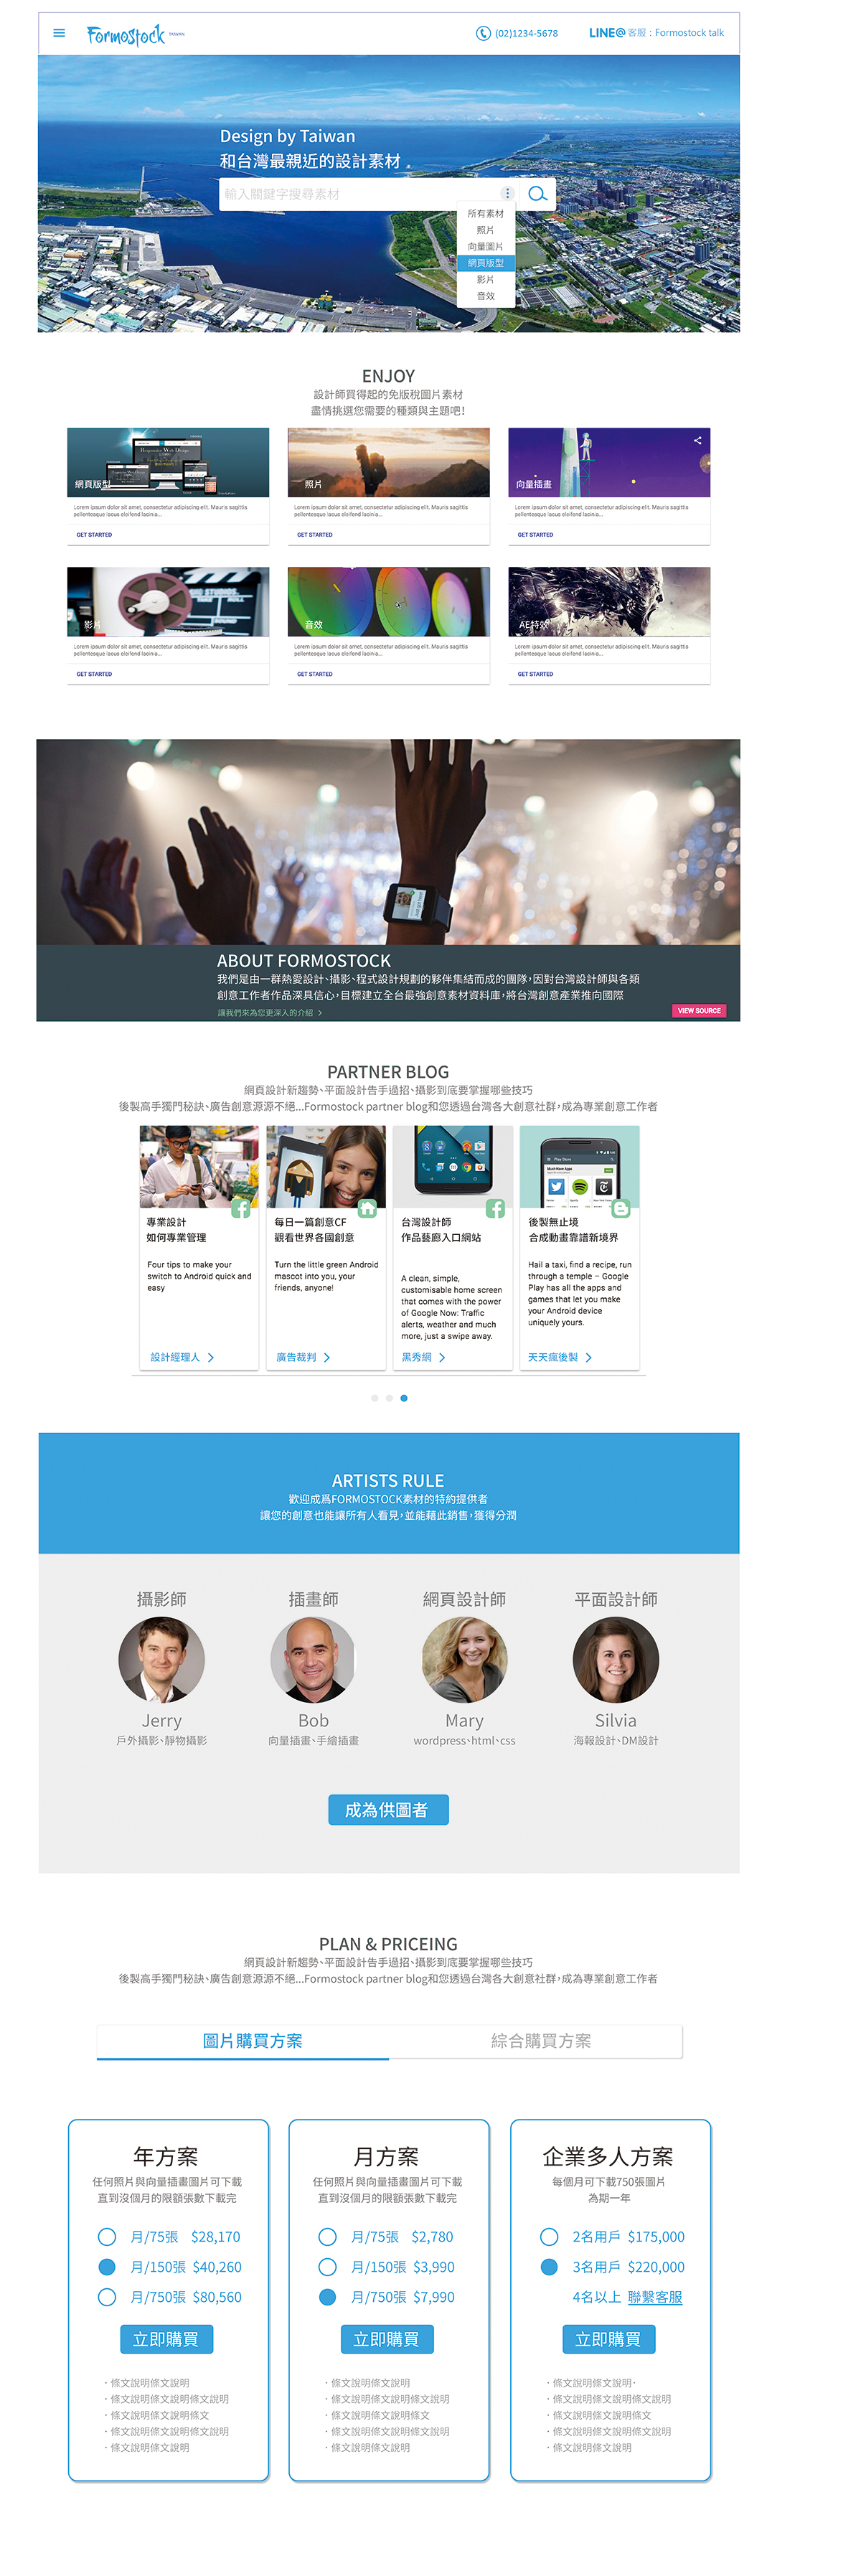 Formostock TAIWAN
(02)1234-5678
LINE@ 客服：Formostock talk
Design by Taiwan
和台灣最親近的設計素材。
輸入關鍵字搜尋素材
所有素材
照片
向量圖片
網頁版型
影片
音效
ENJOY
設計師買得起的免版稅圖片素材
盡情挑選您需要的種類與主題吧!
Responsive Web Design
網頁版型
照片
向量插畫
Lorem ipsum dolor sit amet, consectetur adipiscing elit. Mauris sagittis
pellentesque lacus eleifend lacinia...
GET STARTED
Lorem ipsum dolor sit amet, consectetur adipiscing elit. Mauris sagittis
pellentesque lacus eleifend lacinia...
GET STARTED
Lorem ipsum dolor sit amet, consectetur adipiscing elit. Mauris sagittis
pellentesque lacus eleifend lacinia...
GET STARTED
影片
音效
AE特效
Lorem ipsum dolor sit amet, consectetur adipiscing elit. Mauris sagittis
pellentesque lacus eleifend lacinia...
GET STARTED
Lorem ipsum dolor sit amet, consectetur adipiscing elit. Mauris sagittis
pellentesque lacus eleifend lacinia...
GET STARTED
Lorem ipsum dolor sit amet, consectetur adipiscing elit. Mauris sagittis
pellentesque lacus eleifend lacinia...
GET STARTED
ABOUT FORMOSTOCK
我們是由一群熱愛設計、攝影、程式設計規劃的夥伴集結而成的團隊，因對台灣設計師與各類
創意工作者作品深具信心，目標建立全台最強創意素材資料庫，將台灣創意產業推向國際
讓我們來為您更深入的介紹 >
VIEW SOURCE
PARTNER BLOG
網頁設計新趨勢、平面設計告手過招、攝影到底要掌握哪些技巧
後製高手獨門秘訣、廣告創意源源不絕...Formostock partner blog和您透過台灣各大創意社群，成為專業創意工作者
專業設計
如何專業管理
Four tips to make your
switch to Android quick and
easy
設計經理人 >
每日一篇創意CF
觀看世界各國創意
Turn the little green Android
mascot into you, your
friends, anyone!
廣告裁判 >
台灣設計師
作品藝廊入口網站
A clean, simple,
customisable home screen
that comes with the power
of Google Now: Traffic
alerts, weather and much
more, just a swipe away.
黑秀網 >
Play Store
Must-Have Apps
後製無止境
合成動畫靠譜新境界
Hail a taxi, find a recipe, run
through a temple – Google
Play has all the apps and
games that let you make
your Android device
uniquely yours.
天天瘋後製 >
ARTISTS RULE
歡迎成爲FORMOSTOCK素材的特約提供者
讓您的創意也能讓所有人看見，並能藉此銷售，獲得分潤
攝影師
插畫師
網頁設計師
平面設計師
Jerry
Bob
Mary
Silvia
戶外攝影、靜物攝影
向量插畫、手繪插畫
wordpress、html、css
海報設計、DM設計
成為供圖者
PLAN & PRICEING
網頁設計新趨勢、平面設計告手過招、攝影到底要掌握哪些技巧
後製高手獨門秘訣、廣告創意源源不絕...Formostock partner blog和您透過台灣各大創意社群，成為專業創意工作者
圖片購買方案
綜合購買方案
年方案
任何照片與向量插畫圖片可下載
直到沒個月的限額張數下載完
月/75張 $28,170
月/150張 $40,260
月/750張 $80,560
立即購買
・條文說明條文說明
・條文說明條文說明條文說明
・條文說明條文說明條文
・條文說明條文說明條文說明
・條文說明條文說明
月方案
任何照片與向量插畫圖片可下載
直到沒個月的限額張數下載完
月/75張 $2,780
月/150張 $3,990
月/750張 $7,990
立即購買
・條文說明條文說明
・條文說明條文說明條文說明
・條文說明條文說明條文
・條文說明條文說明條文說明
・條文說明條文說明
企業多人方案
每個月可下載750張圖片
為期一年
2名用戶 $175,000
3名用戶 $220,000
4名以上 聯繫客服
立即購買
・條文說明條文說明・
・條文說明條文說明條文說明
・條文說明條文說明條文
・條文說明條文說明條文說明
・條文說明條文說明